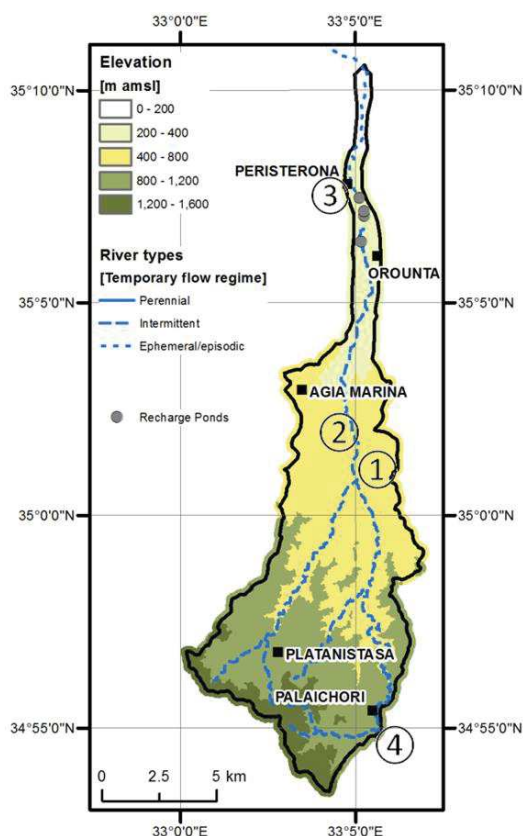 33°0'0"E 33°5'0"E
Elevation
[m amsl]
0 - 200
200 - 400
400 - 800
800 - 1,200
1,200 - 1,600
River types
[Temporary flow regime]
Perennial
Intermittent
Ephemeral/episodic
Recharge Ponds
35°10'0"N 35°10'0"N
PERISTERONA
3
OROUNTA
35°5'0"N 35°5'0"N
AGIA MARINA
2
1
35°0'0"N 35°0'0"N
PLATANISTASA
PALAICHORI
34°55'0"N 34°55'0"N
4
0 2.5 5 km
33°0'0"E 33°5'0"E